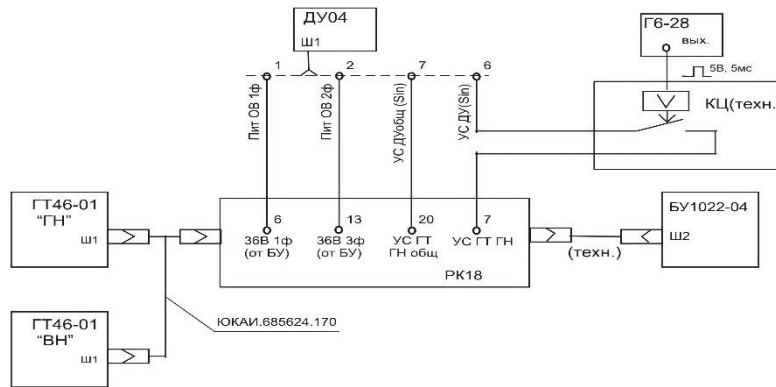 ДУ04
Ш1
Г6-28
вых.
5В, 5мс
КЦ(техн.
1
2
7
6
Пит ОВ 1ф
Пит ОВ 2ф
УС ДУобщ (Sin)
УС ДУ(Sin)
ГТ46-01
“ГН”
Ш1
6
13
20
7
36В 1ф
(от БУ)
36В 3ф
(от БУ)
УС ГТ
ГН общ
УС ГТ ГН
РК18
(техн.)
БУ1022-04
Ш2
ГТ46-01
“ВН”
Ш1
ЮКАИ.685624.170